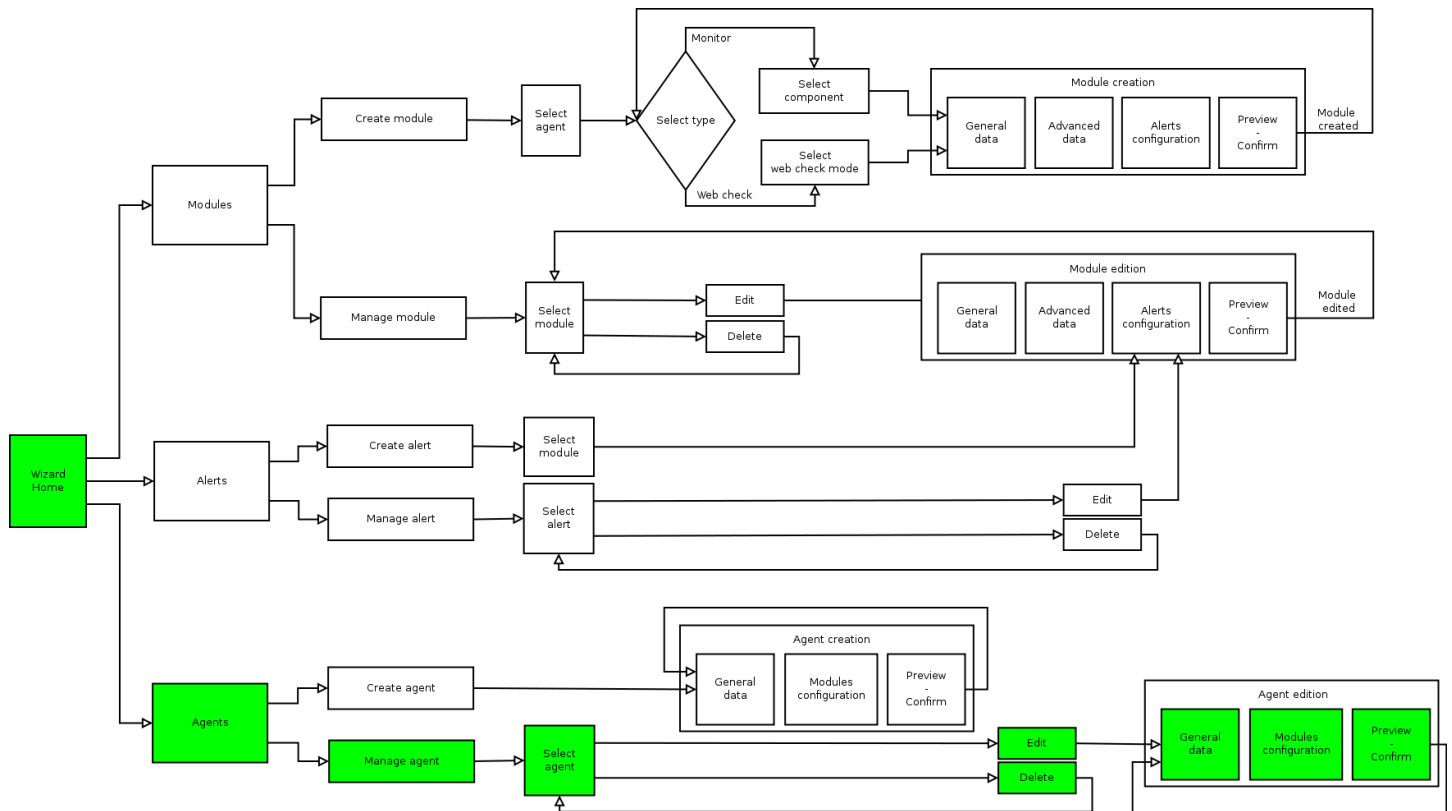 Monitor
Module creation
Select
component
Create module
Select
agent
Select type
General
data
Advanced
data
Alerts
configuration
Preview
-
Confirm
Module
created
Select
web check mode
Web check
Modules
Module edition
Manage module
Select
module
Edit
Delete
General
data
Advanced
data
Alerts
configuration
Preview
-
Confirm
Module
edited
Wizard
Home
Alerts
Create alert
Select
module
Manage alert
Select
alert
Edit
Delete
Agent creation
Create agent
General
data
Modules
configuration
Preview
-
Confirm
Agents
Manage agent
Select
agent
Edit
Delete
Agent edition
General
data
Modules
configuration
Preview
-
Confirm